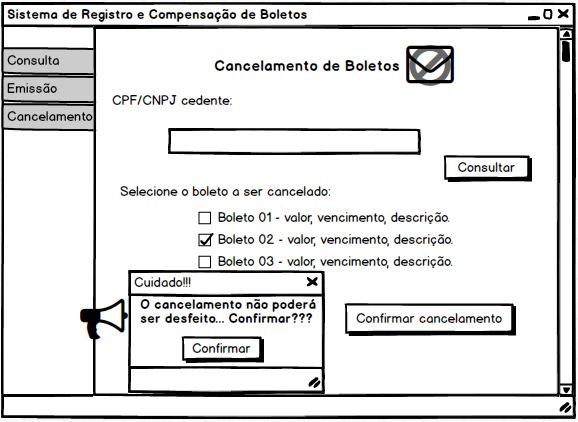 Sistema de Registro e Compensação de Boletos
Consulta
Emissão
Cancelamento
Cancelamento de Boletos
CPF/CNPJ cedente:
Consultar
Selecione o boleto a ser cancelado:
Boleto 01 - valor, vencimento, descrição.
Boleto 02 - valor, vencimento, descrição.
Boleto 03 - valor, vencimento, descrição.
Cuidado!!!
O cancelamento não poderá
ser desfeito... Confirmar???
Confirmar
Confirmar cancelamento